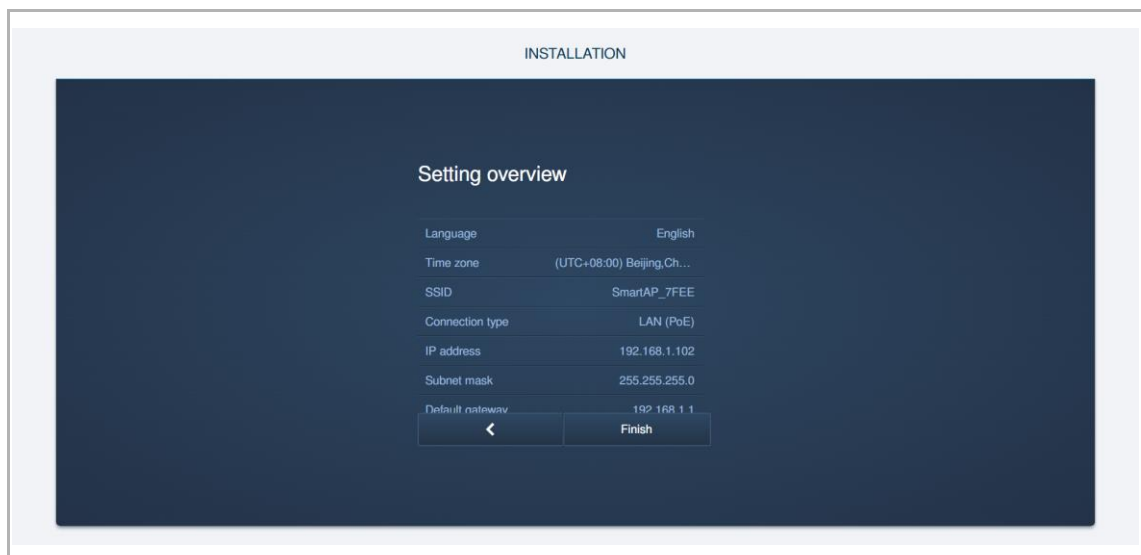 INSTALLATION
Setting overview
Language English
Time zone (UTC+08:00) Beijing,Ch...
SSID SmartAP_7FEE
Connection type LAN (PoE)
IP address 192.168.1.102
Subnet mask 255.255.255.0
Default gateway 192.168.1.1
Finish